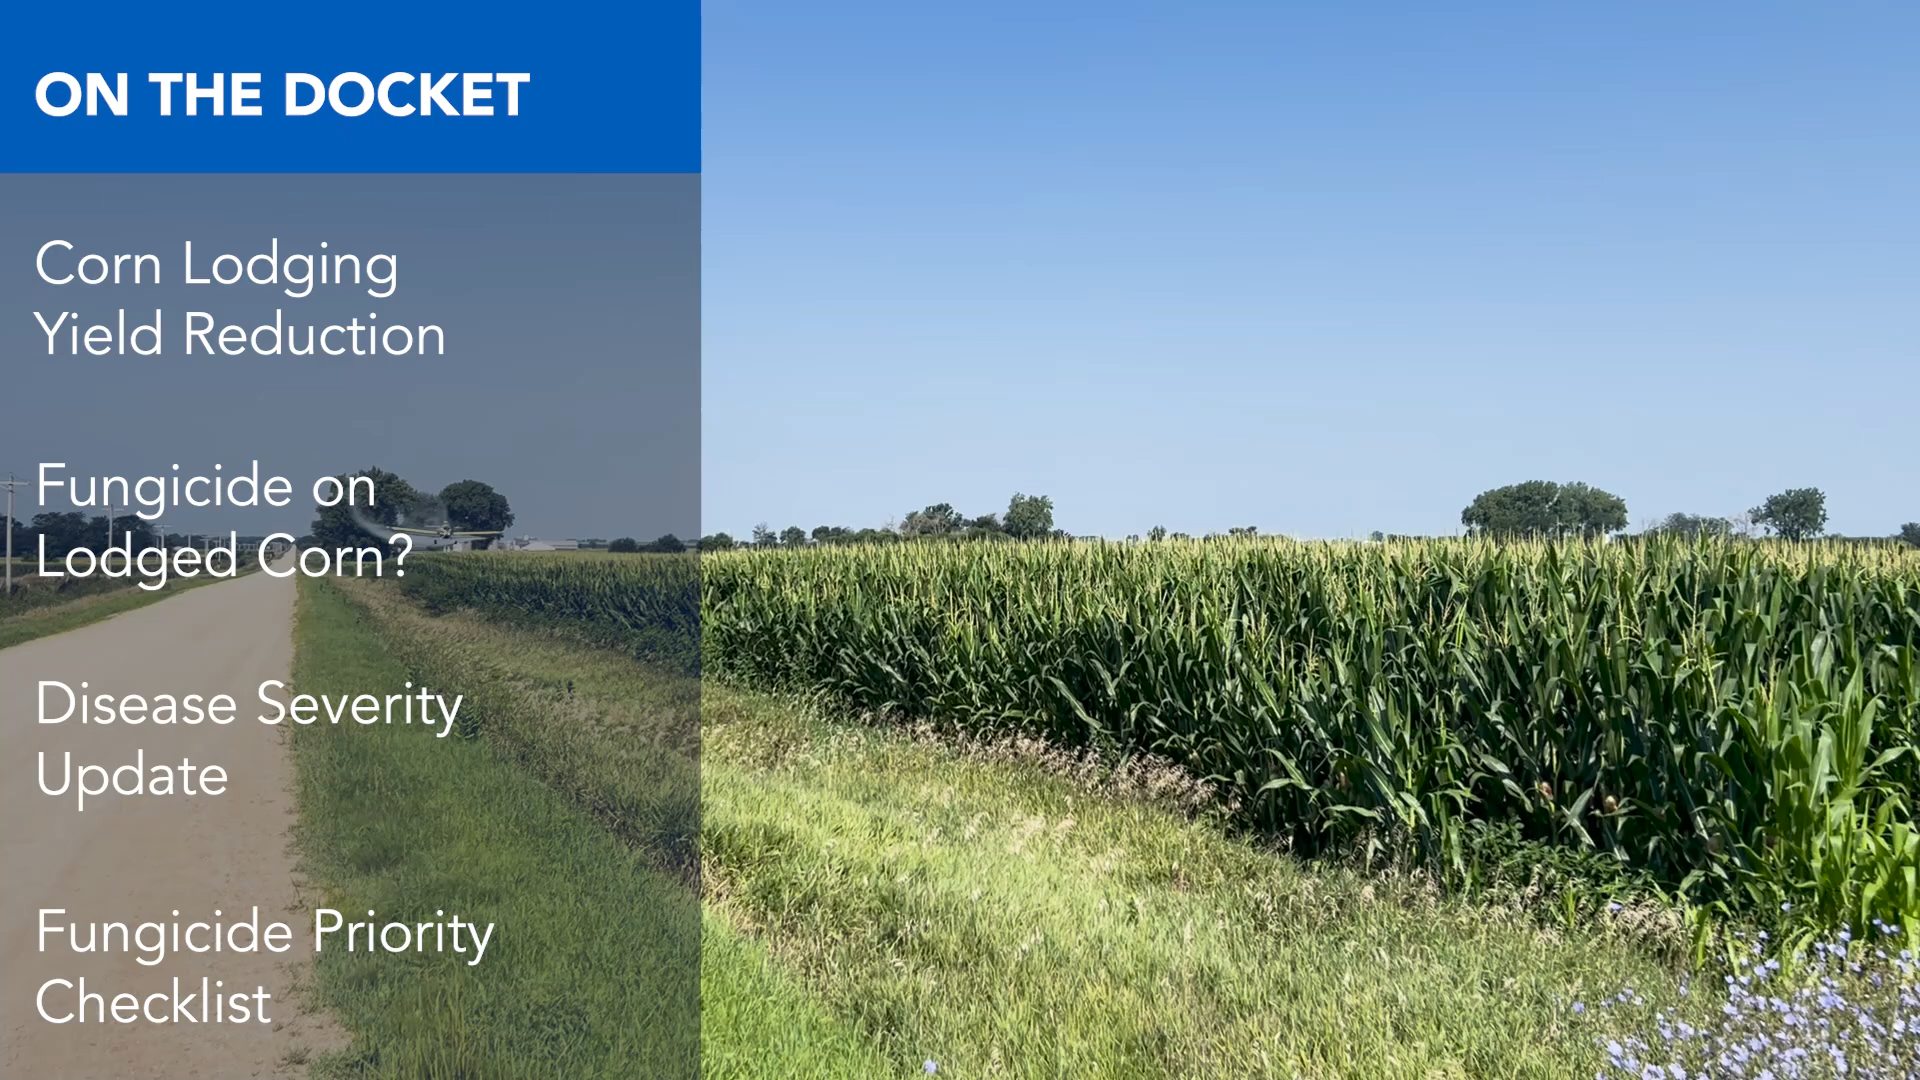 ON THE DOCKET
Corn Lodging
Yield Reduction
Fungicide on
Lodged Corn?
Disease Severity
Update
Fungicide Priority
Checklist